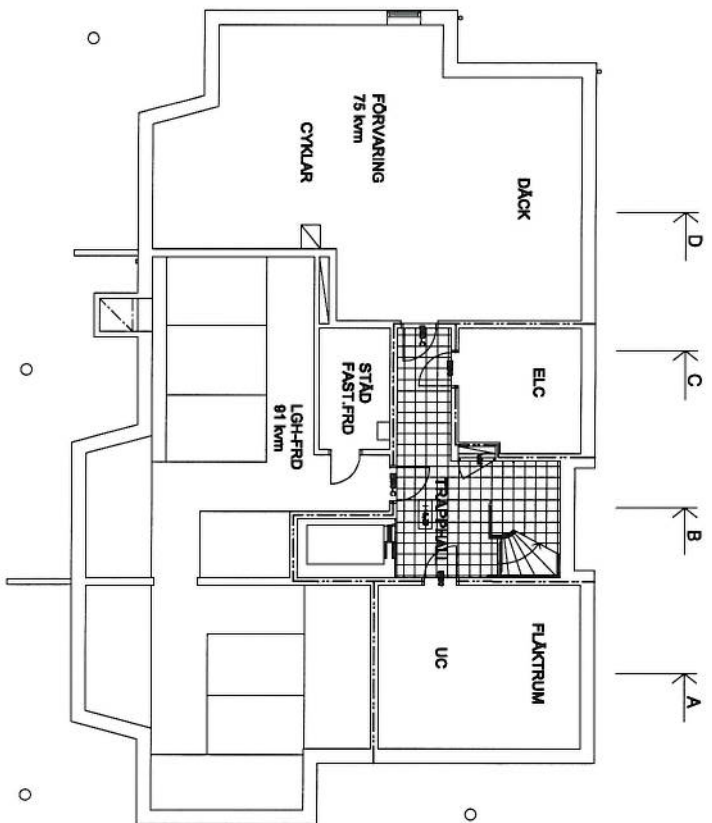 D
C
B
A
DÄCK
FÖRVARING
75 kvm
CYKLAR
ELC
STÄD
FAST.FRD
LGH-FRD
91 kvm
TRAPPHALL
FLÄKTRUM
UC